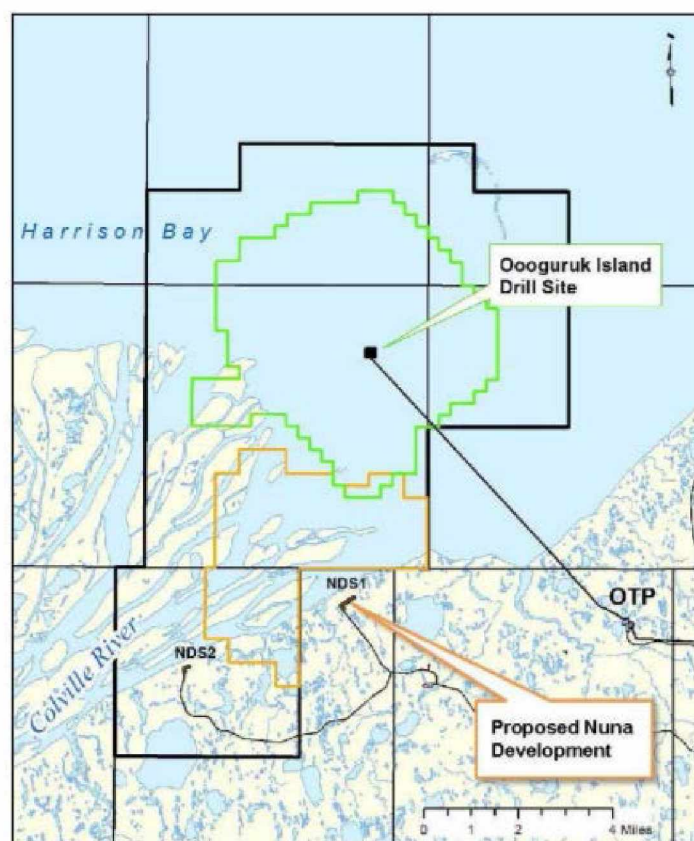 Harrison Bay
Oooguruk Island
Drill Site
NDS1
OTP
NDS2
Colville River
Proposed Nuna
Development
0 1 2 4
Miles